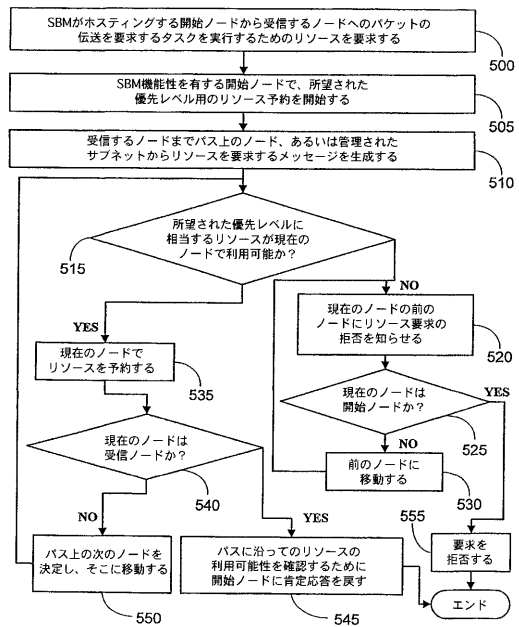 SBMがホスティングする開始ノードから受信するノードへのパケットの
伝送を要求するタスクを実行するためのリソースを要求する
500
SBM機能性を有する開始ノードで、所望された
優先レベル用のリソース予約を開始する
505
受信するノードまでパス上のノード、あるいは管理された
サブネットからリソースを要求するメッセージを生成する
510
所望された優先レベルに
相当するリソースが現在の
ノードで利用可能か？
515
NO
現在のノードの前の
ノードにリソース要求の
拒否を知らせる
520
YES
現在のノードで
リソースを予約する
535
現在のノードは
開始ノードか？
YES
525
NO
前のノードに
移動する
530
現在のノードは
受信ノードか？
540
NO
YES
パス上の次のノードを
決定し、そこに移動する
550
パスに沿ってのリソースの
利用可能性を確認するために
開始ノードに肯定応答を戻す
545
555
要求を
拒否する
エンド